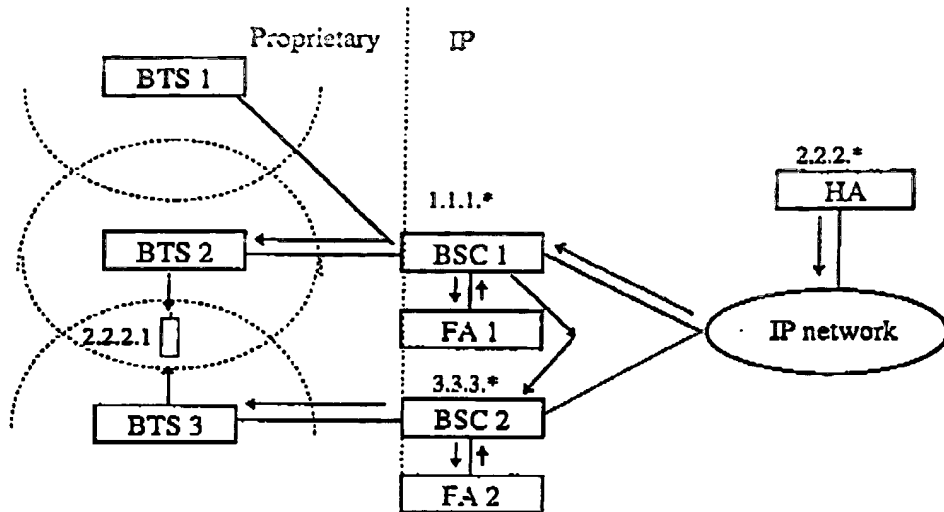 Proprietary IP
BTS 1
2.2.2.*
HA
1.1.1.*
BTS 2
BSC 1
2.2.2.1
FA 1
IP network
3.3.3.*
BTS 3
BSC 2
FA 2